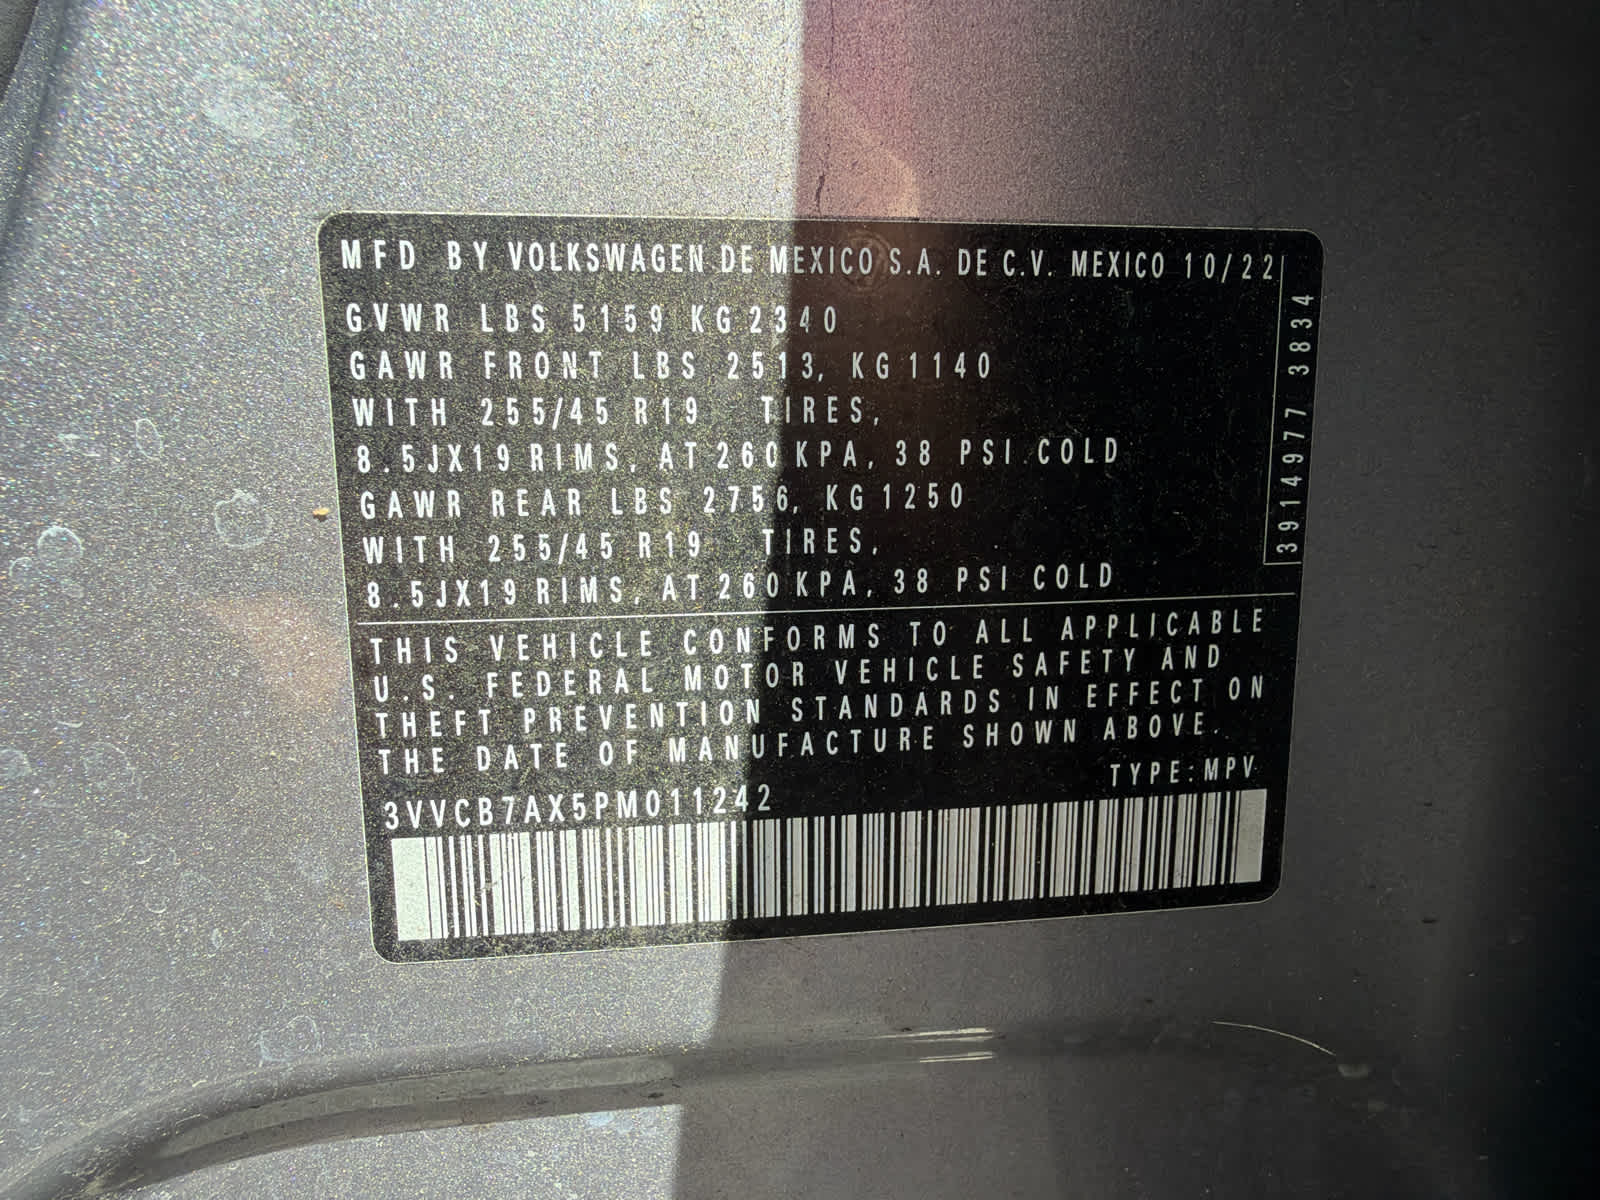 MFD BY VOLKSWAGEN DE MEXICO S.A. DE C.V. MEXICO 10/22
GVWR LBS 5159 KG 2340
GAWR FRONT LBS 2513, KG 1140
WITH 255/45 R19 TIRES,
8.5JX19 RIMS, AT 260 KPA, 38 PSI COLD
GAWR REAR LBS 2756, KG 1250
WITH 255/45 R19 TIRES,
8.5JX19 RIMS, AT 260 KPA, 38 PSI COLD
3914977 3834
THIS VEHICLE CONFORMS TO ALL APPLICABLE
U.S. FEDERAL MOTOR VEHICLE SAFETY AND
THEFT PREVENTION STANDARDS IN EFFECT ON
THE DATE OF MANUFACTURE SHOWN ABOVE.
TYPE: MPV
3VVCB7AX5PM011242